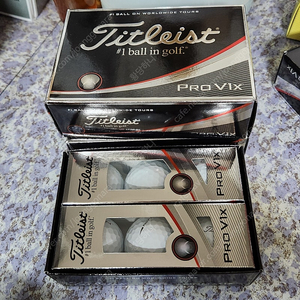 #1 BALL ON WORLDWIDE TOURS
Titleist
#1 ball in golf.
PRO V1x
Titleist
#1 ball in golf.
PRO V1x
Titleist
#1 ball in golf.
PRO V1x